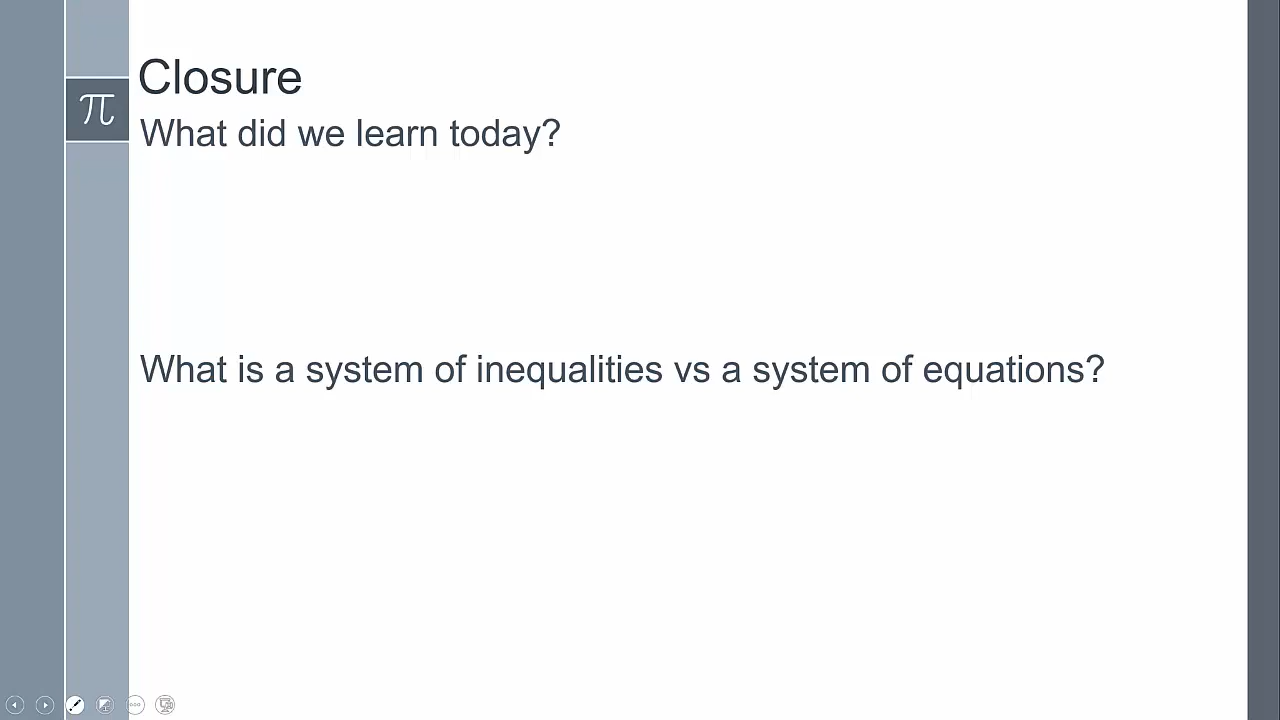 Closure
π
What did we learn today?
What is a system of inequalities vs a system of equations?